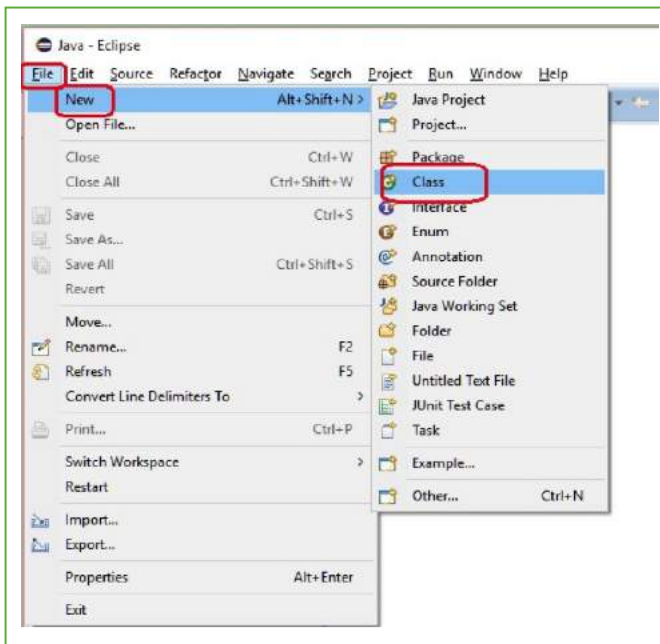 Java - Eclipse
File Edit Source Refactor Navigate Search Project Run Window Help
New Alt+Shift+N >
Open File...
Close Ctrl+W
Close All Ctrl+Shift+W
Save Ctrl+S
Save As...
Save All Ctrl+Shift+S
Revert
Move...
Rename... F2
Refresh F5
Convert Line Delimiters To >
Print... Ctrl+P
Switch Workspace >
Restart
Import...
Export...
Properties Alt+Enter
Exit
Java Project
Project...
Package
Class
Interface
Enum
Annotation
Source Folder
Java Working Set
Folder
File
Untitled Text File
JUnit Test Case
Task
Example...
Other... Ctrl+N